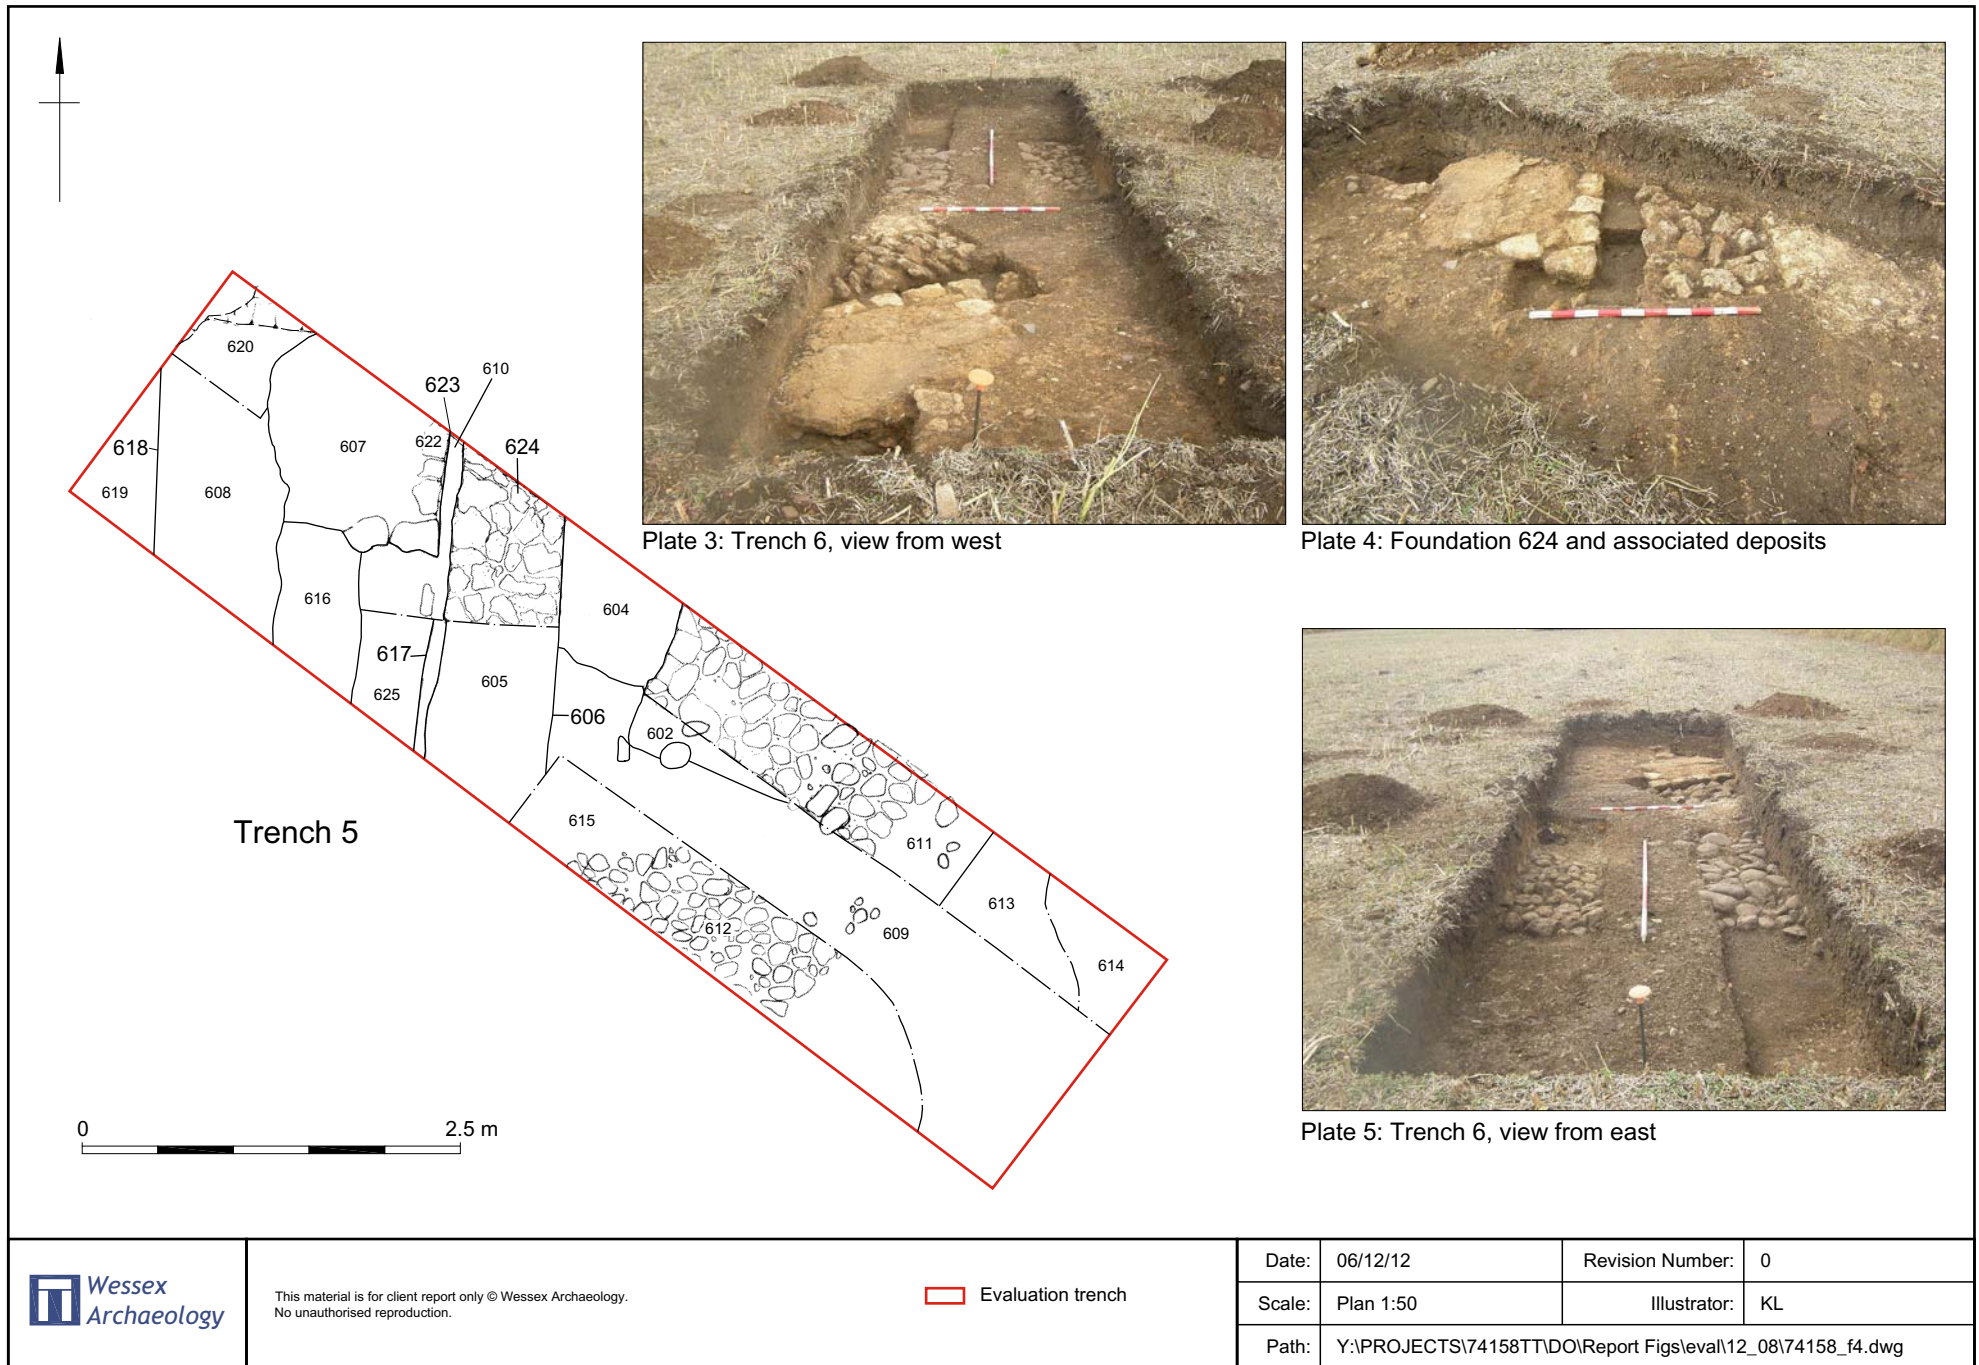 620
623
610
618
607
622
624
619
608
616
604
617
605
625
606
602
615
611
612
609
613
614
Trench 5
0 2.5 m
Plate 3: Trench 6, view from west
Plate 4: Foundation 624 and associated deposits
Plate 5: Trench 6, view from east
Wessex
Archaeology
This material is for client report only © Wessex Archaeology.
No unauthorised reproduction.
Evaluation trench
Date: 06/12/12 Revision Number: 0
Scale: Plan 1:50 Illustrator: KL
Path: Y:\PROJECTS\74158TT\DO\Report Figs\eval\12_08\74158_f4.dwg